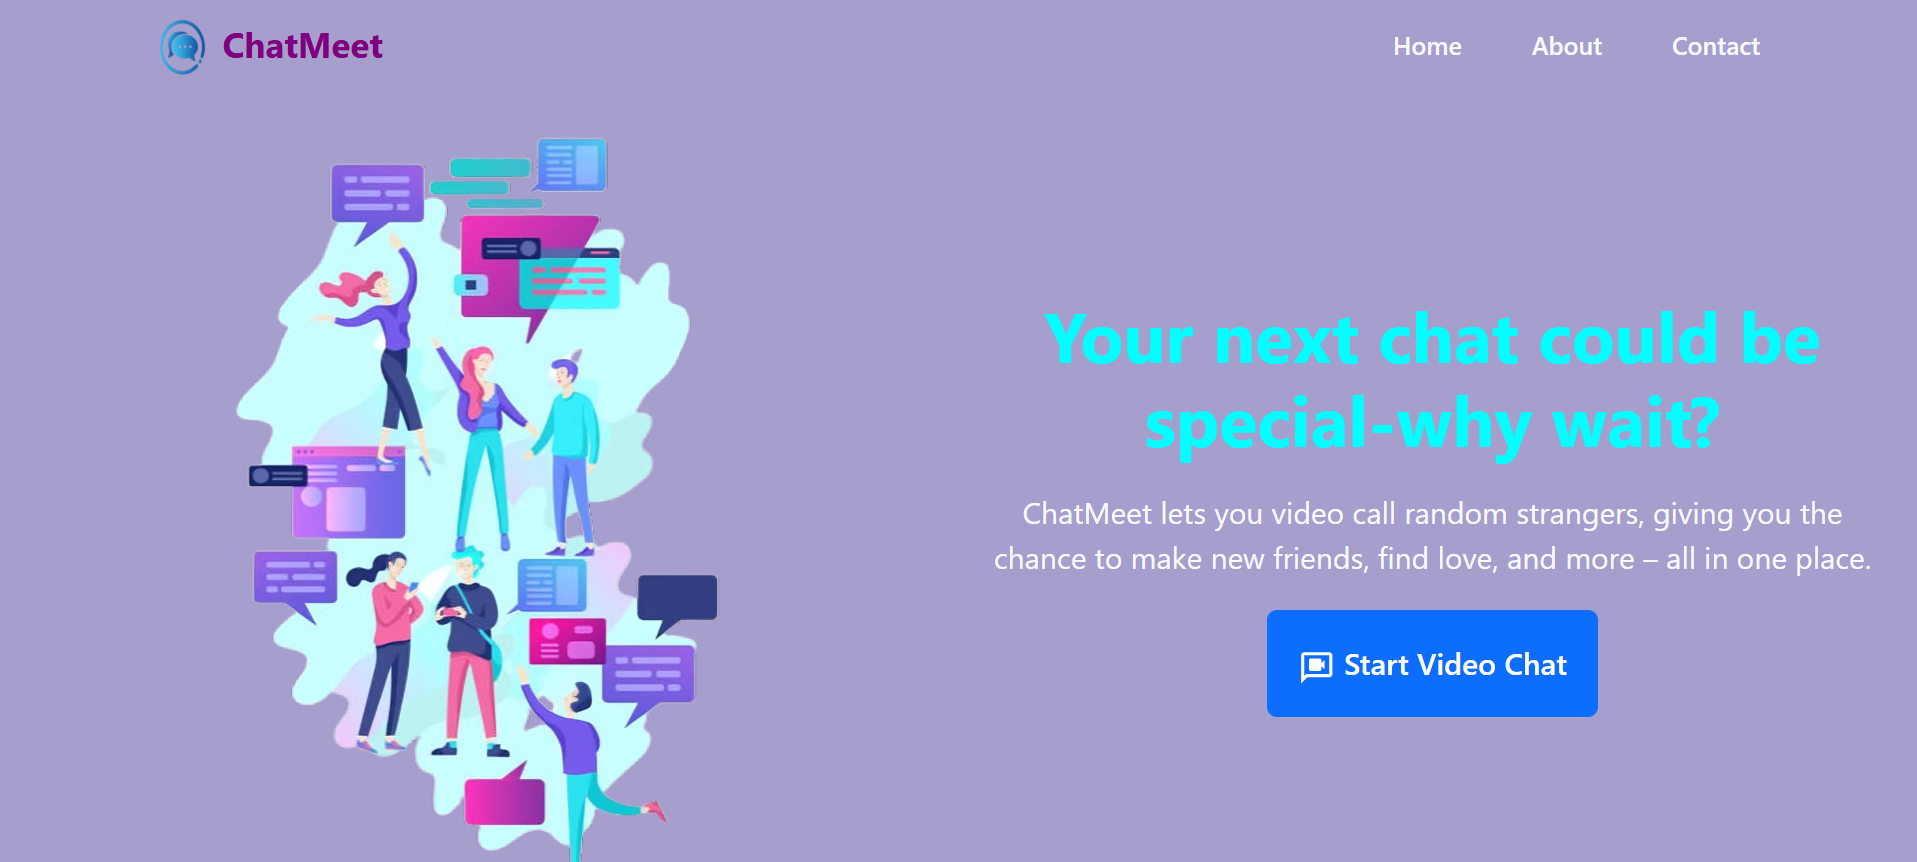 ChatMeet
Home
About
Contact
Your next chat could be
special-why wait?
ChatMeet lets you video call random strangers, giving you the
chance to make new friends, find love, and more – all in one place.
Start Video Chat